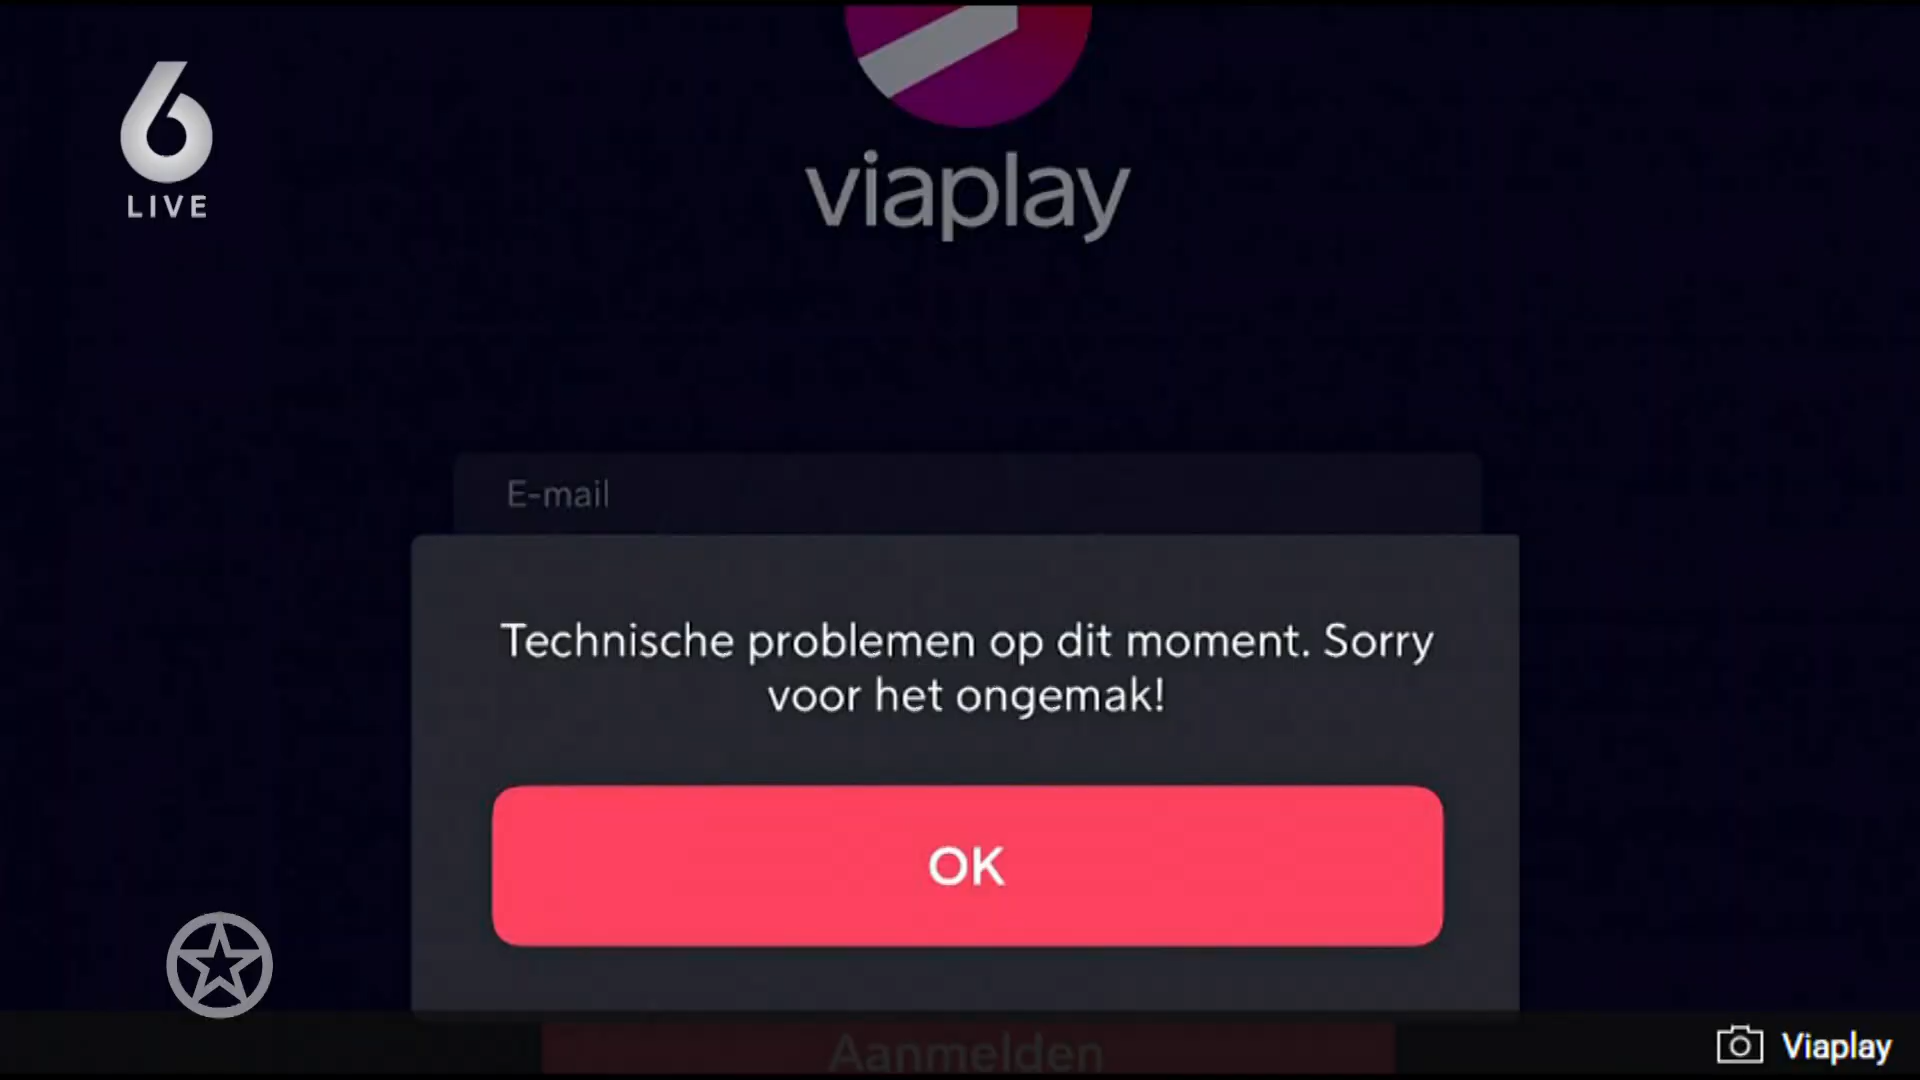 6
LIVE
viaplay
E-mail
Technische problemen op dit moment. Sorry
voor het ongemak!
OK
Aanmelden
Viaplay